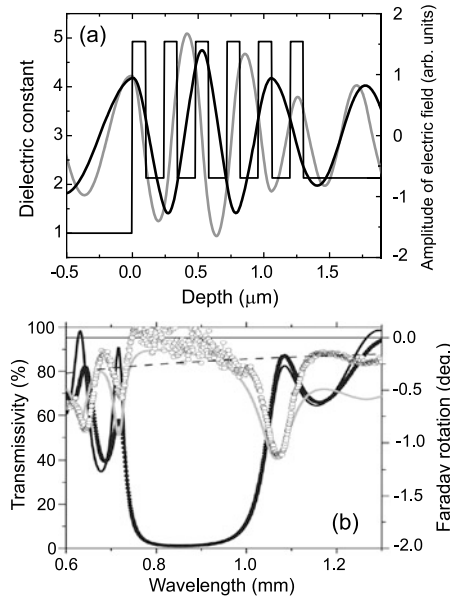 (a)
5
4
3
2
1
Dielectric constant
2
1
0
-1
-2
Amplitude of electric field (arb. units)
-0.5 0.0 0.5 1.0 1.5
Depth (μm)
100
80
60
40
20
0
Transmissivity (%)
0.0
-0.5
-1.0
-1.5
-2.0
Faraday rotation (deg.)
(b)
0.6 0.8 1.0 1.2
Wavelength (mm)